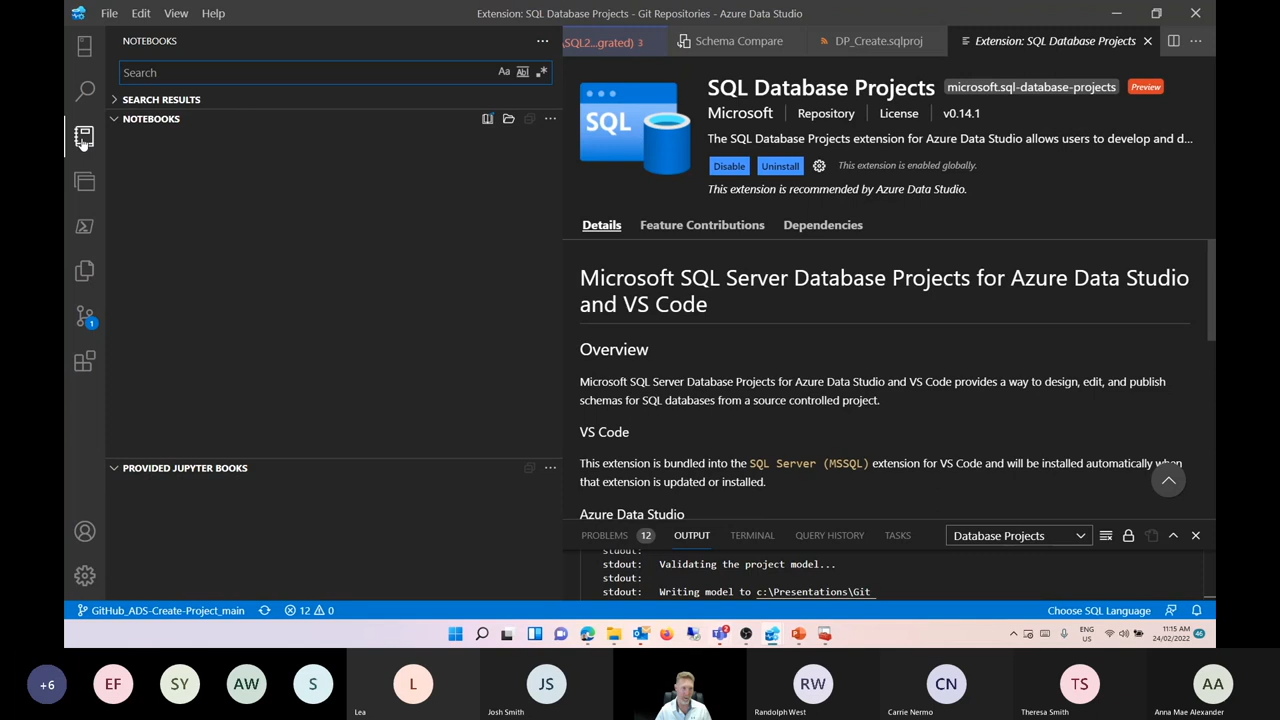 File Edit View Help
Extension: SQL Database Projects - Git Repositories - Azure Data Studio
NOTEBOOKS
Search
Aa
SEARCH RESULTS
NOTEBOOKS
PROVIDED JUPYTER BOOKS
\SQL2...grated) 3
Schema Compare
DP_Create.sqlproj
Extension: SQL Database Projects
SQL
SQL Database Projects microsoft.sql-database-projects Preview
Microsoft Repository License v0.14.1
The SQL Database Projects extension for Azure Data Studio allows users to develop and d...
Disable Uninstall This extension is enabled globally.
This extension is recommended by Azure Data Studio.
Details Feature Contributions Dependencies
Microsoft SQL Server Database Projects for Azure Data Studio
and VS Code
Overview
Microsoft SQL Server Database Projects for Azure Data Studio and VS Code provides a way to design, edit, and publish
schemas for SQL databases from a source controlled project.
VS Code
This extension is bundled into the SQL Server (MSSQL) extension for VS Code and will be installed automatically when
that extension is updated or installed.
Azure Data Studio
PROBLEMS 12 OUTPUT TERMINAL QUERY HISTORY TASKS Database Projects
stdout:
stdout: Validating the project model...
stdout:
stdout: Writing model to c:\Presentations\Git
1
GitHub_ADS-Create-Project_main 12 0 Choose SQL Language
2
ENG
US
11:15 AM
24/02/2022
46
+6 EF SY AW S L JS RW CN TS AA
Lea Josh Smith Randolph West Carrie Nermo Theresa Smith Anna Mae Alexander